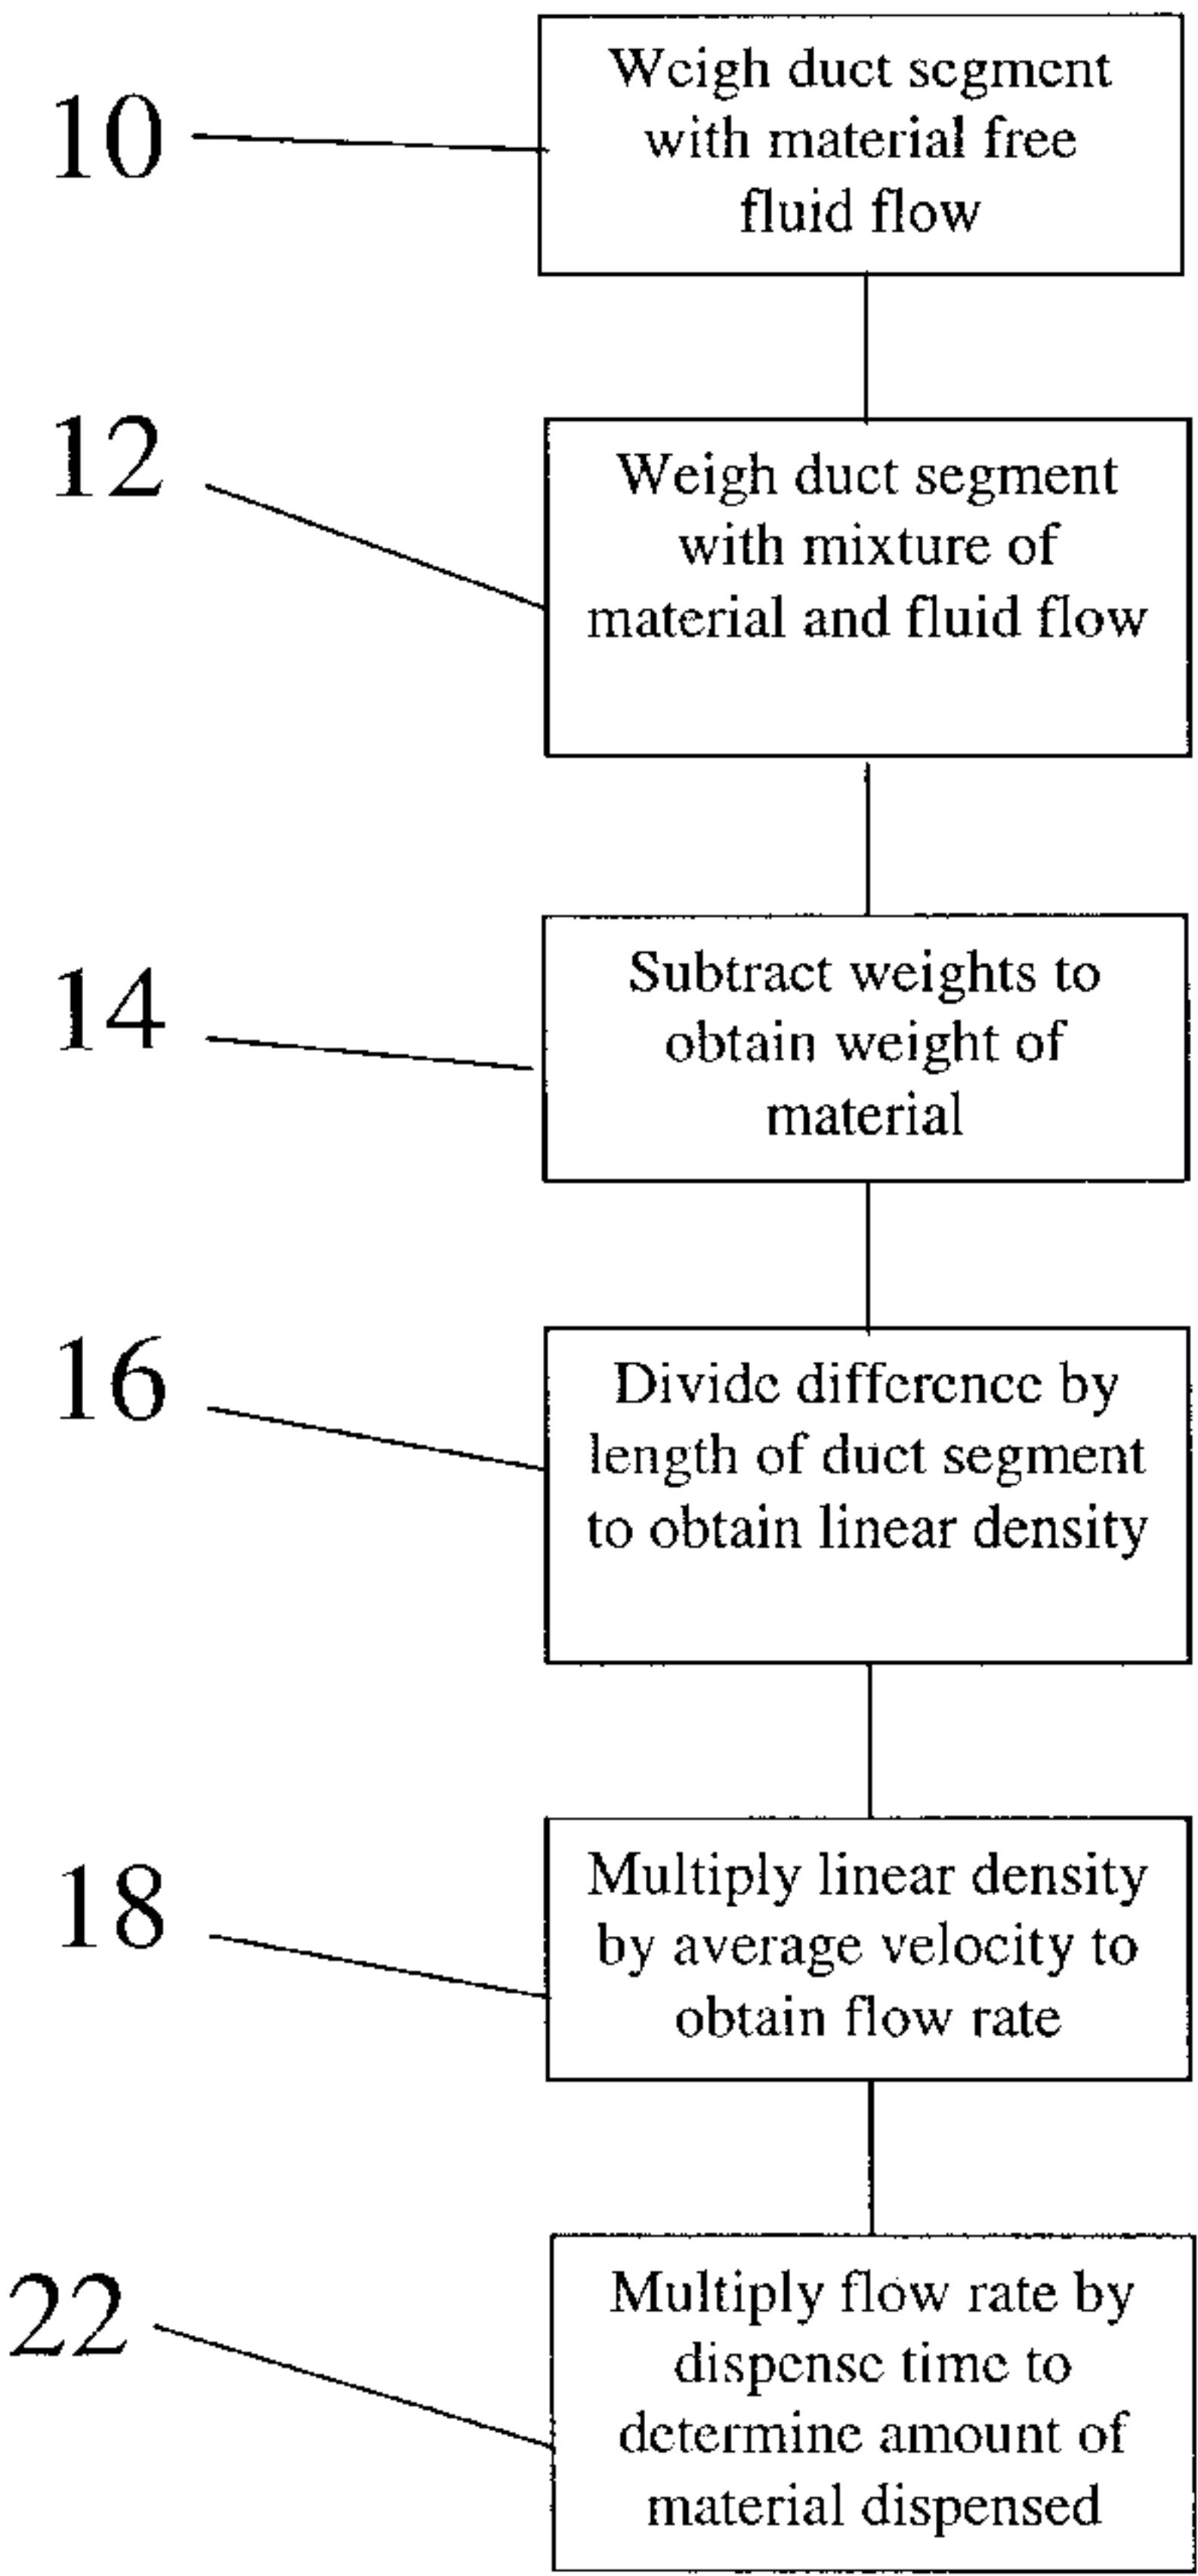 10
Weigh duct segment
with material free
fluid flow
12
Weigh duct segment
with mixture of
material and fluid flow
14
Subtract weights to
obtain weight of
material
16
Divide difference by
length of duct segment
to obtain linear density
18
Multiply linear density
by average velocity to
obtain flow rate
22
Multiply flow rate by
dispense time to
determine amount of
material dispensed